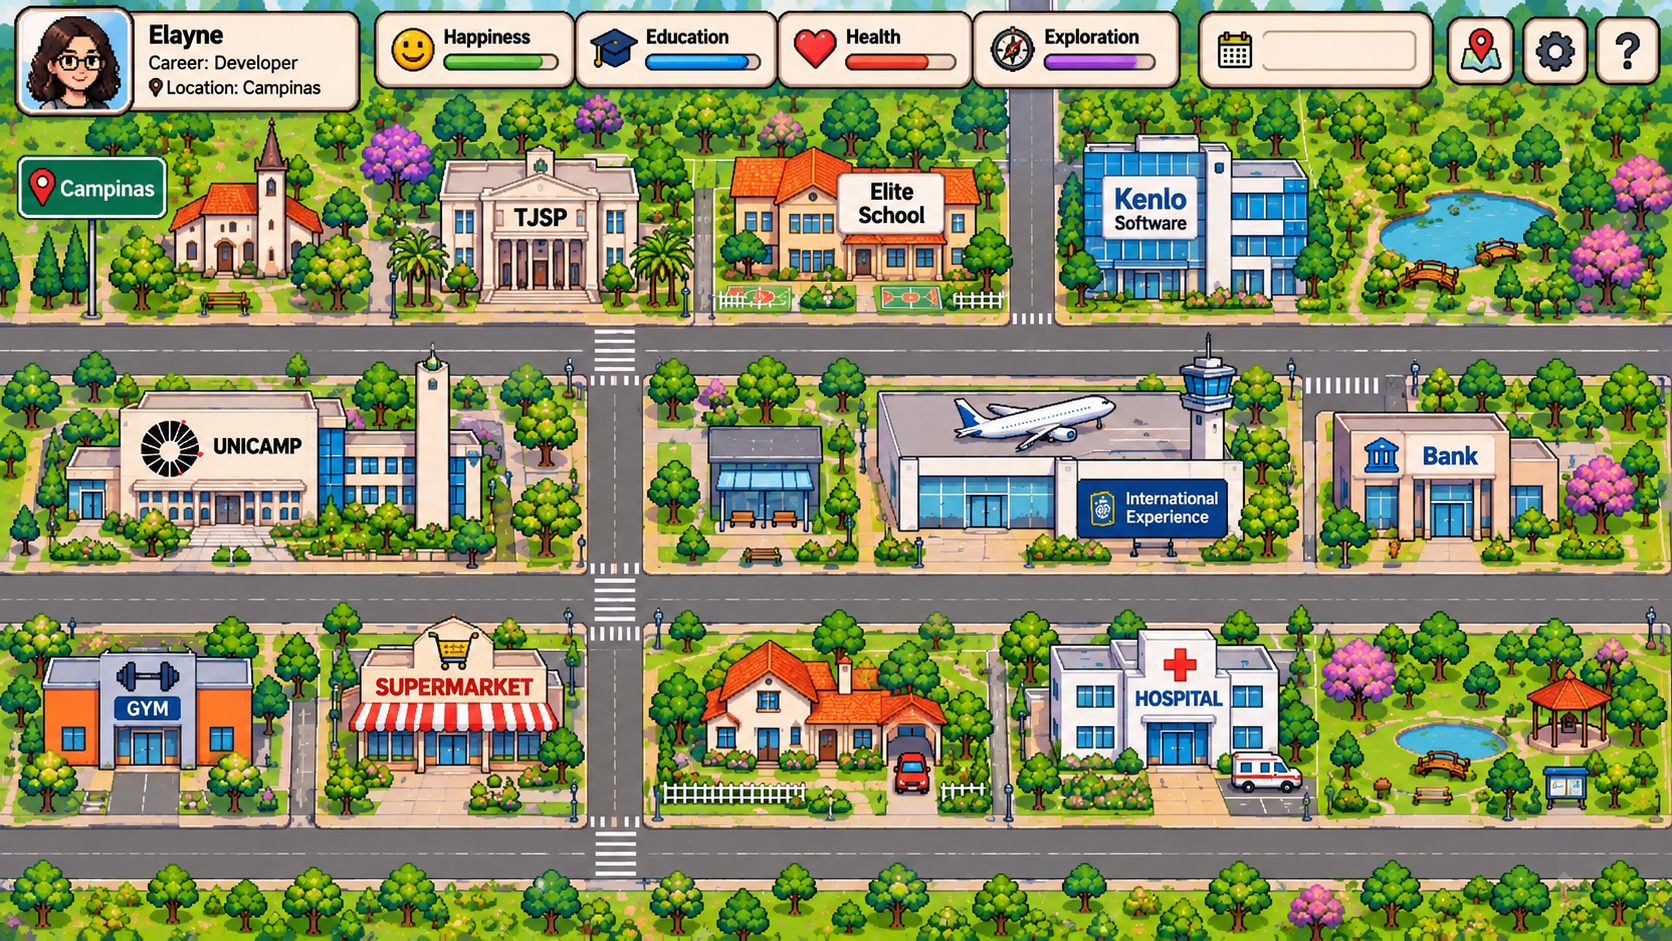 Elayne
Career: Developer
Location: Campinas
Happiness
Education
Health
Exploration
?
Campinas
TJSP
Elite
School
Kenlo
Software
UNICAMP
International
Experience
Bank
GYM
SUPERMARKET
HOSPITAL